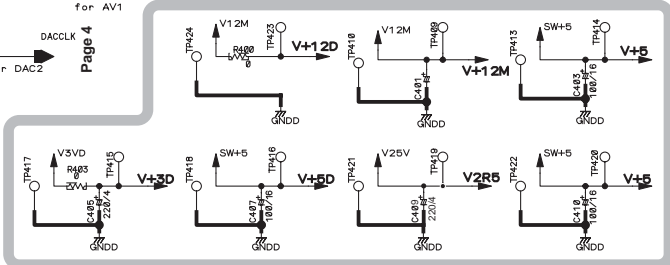 for AV1
DACCLK
r DAC2
Page 4
TP424
V12M
R400
0
TP423
V+12D
GNDD
TP410
V12M
TP409
V+12M
C401
GNDD
TP413
SW+5
TP414
V+5
C403
100/16
GNDD
TP417
V3VD
R403
0
TP415
V+3D
C405
220/4
GNDD
TP418
SW+5
TP416
V+5D
C407
100/16
GNDD
TP421
V25V
TP419
V2R5
C409
220/4
GNDD
TP422
SW+5
TP420
V+5
C410
100/16
GNDD